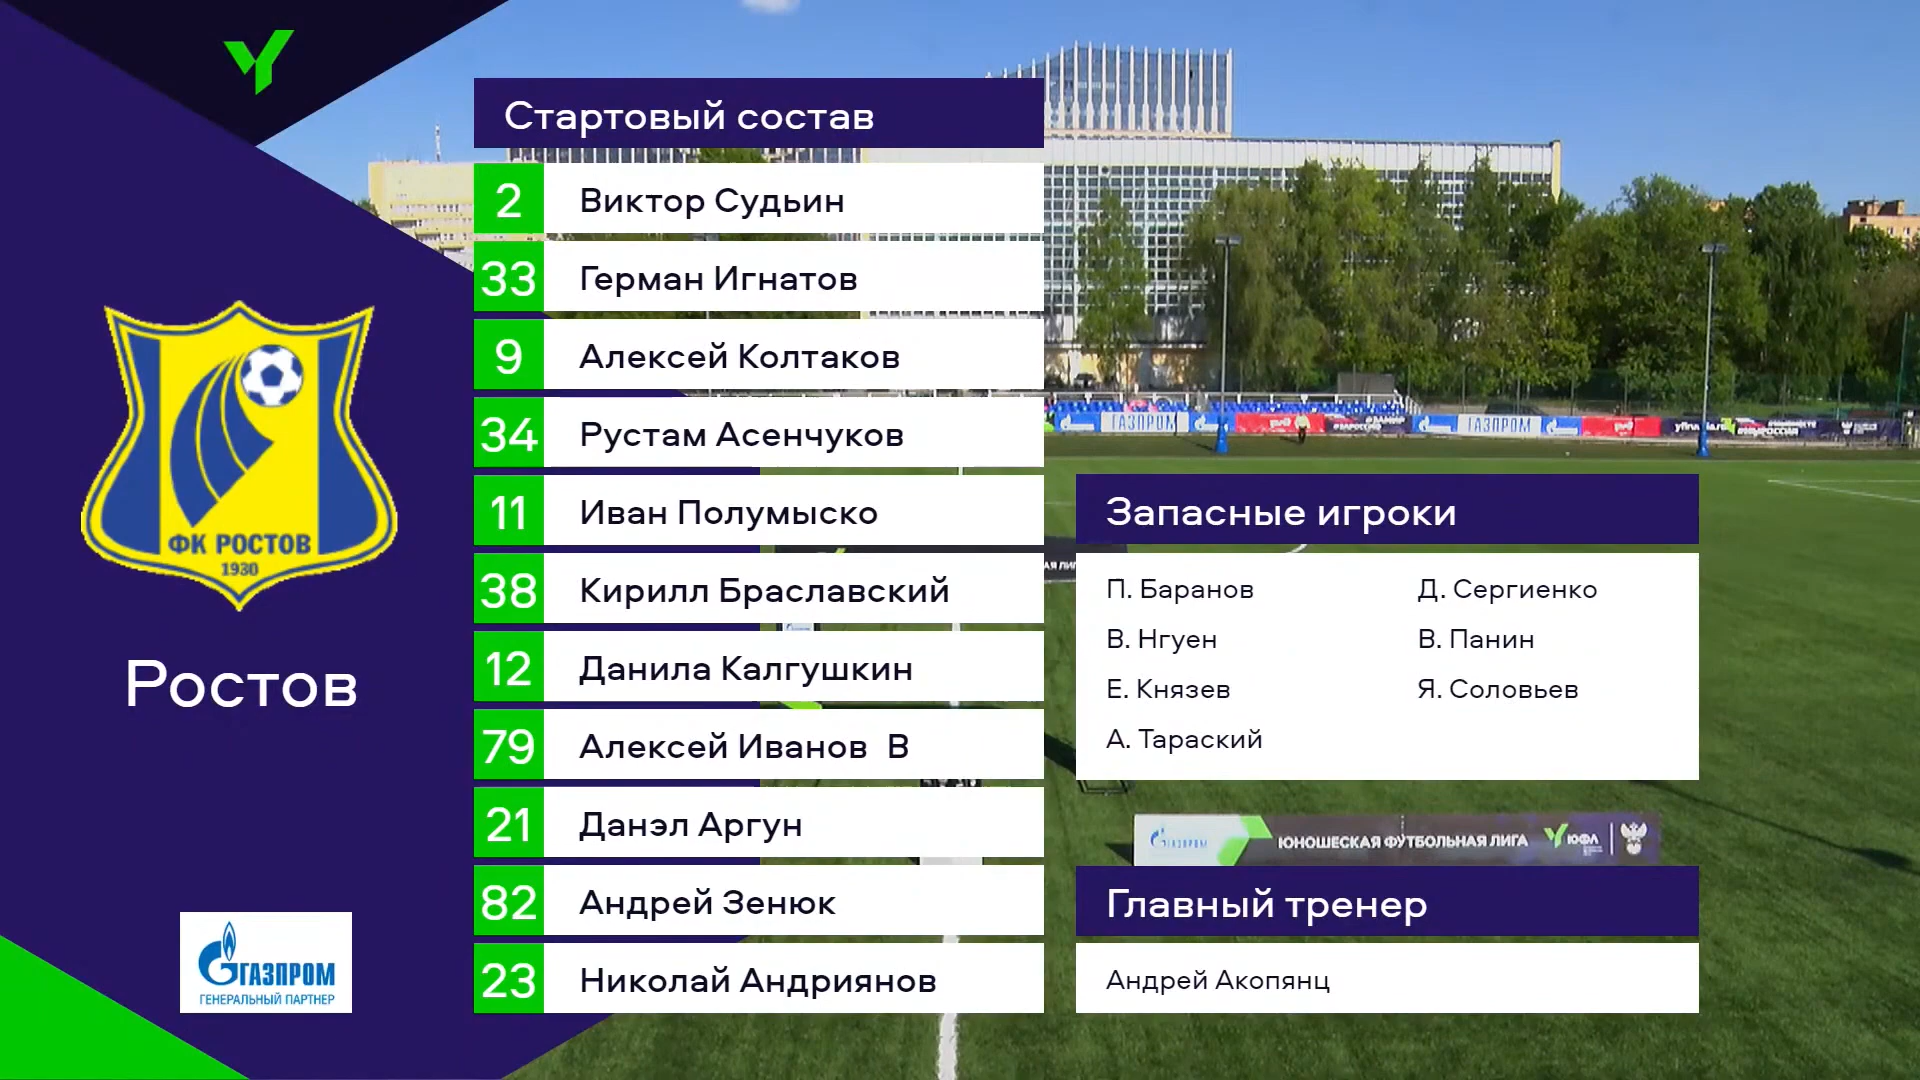 ФК РОСТОВ
1930
Ростов
ГАЗПРОМ
ГЕНЕРАЛЬНЫЙ ПАРТНЕР
Стартовый состав
2 Виктор Судьин
33 Герман Игнатов
9 Алексей Колтаков
34 Рустам Асенчуков
11 Иван Полумыско
38 Кирилл Браславский
12 Данила Калгушкин
79 Алексей Иванов В
21 Данэл Аргун
82 Андрей Зенюк
23 Николай Андриянов
ГАЗПРОМ
ГАЗПРОМ
Запасные игроки
П. Баранов
В. Нгуен
Е. Князев
А. Тараский
Д. Сергиенко
В. Панин
Я. Соловьев
ГАЗПРОМ ЮНОШЕСКАЯ ФУТБОЛЬНАЯ ЛИГА ЮФЛ
Главный тренер
Андрей Акопянц